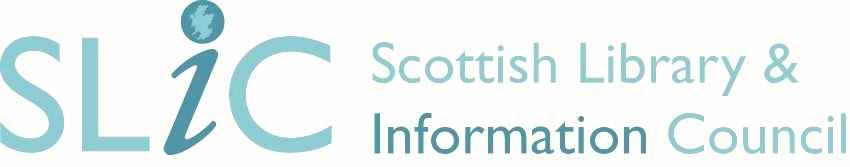 SLiC
Scottish Library &
Information Council